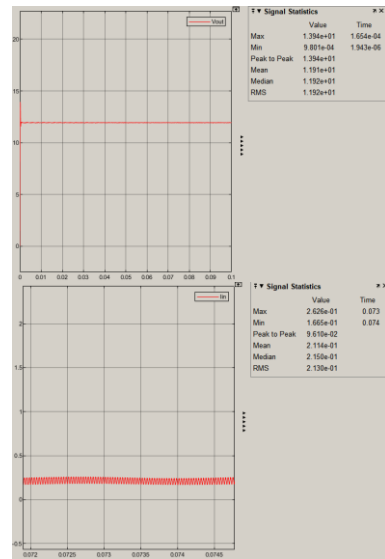 Vout
20
15
10
5
0
0 0.01 0.02 0.03 0.04 0.05 0.06 0.07 0.08 0.09 0.1
Signal Statistics
Value Time
Max 1.394e+01 1.654e-04
Min 9.801e-04 1.943e-06
Peak to Peak 1.394e+01
Mean 1.191e+01
Median 1.192e+01
RMS 1.192e+01
Iin
2
1.5
1
0.5
0
-0.5
0.072 0.0725 0.073 0.0735 0.074 0.0745
Signal Statistics
Value Time
Max 2.626e-01 0.073
Min 1.665e-01 0.074
Peak to Peak 9.610e-02
Mean 2.114e-01
Median 2.150e-01
RMS 2.130e-01